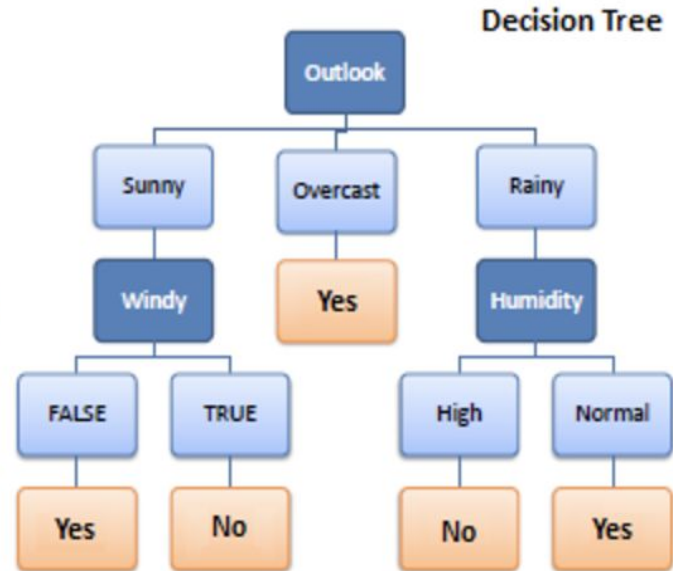 Decision Tree
Outlook
Sunny
Overcast
Rainy
Windy
Yes
Humidity
FALSE
TRUE
High
Normal
Yes
No
No
Yes